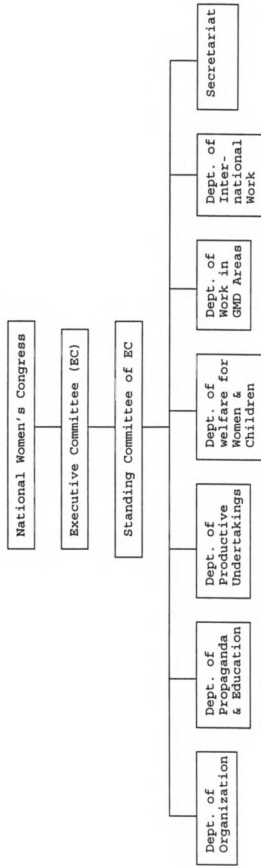 National Women's Congress
Executive Committee (EC)
Standing Committee of EC
Dept. of
Organization
Dept. of
Propaganda
& Education
Dept. of
Productive
Undertakings
Dept. of
welfare for
Women &
Children
Dept. of
Work in
GMD Areas
Dept. of
Inter-
national
Work
Secretariat